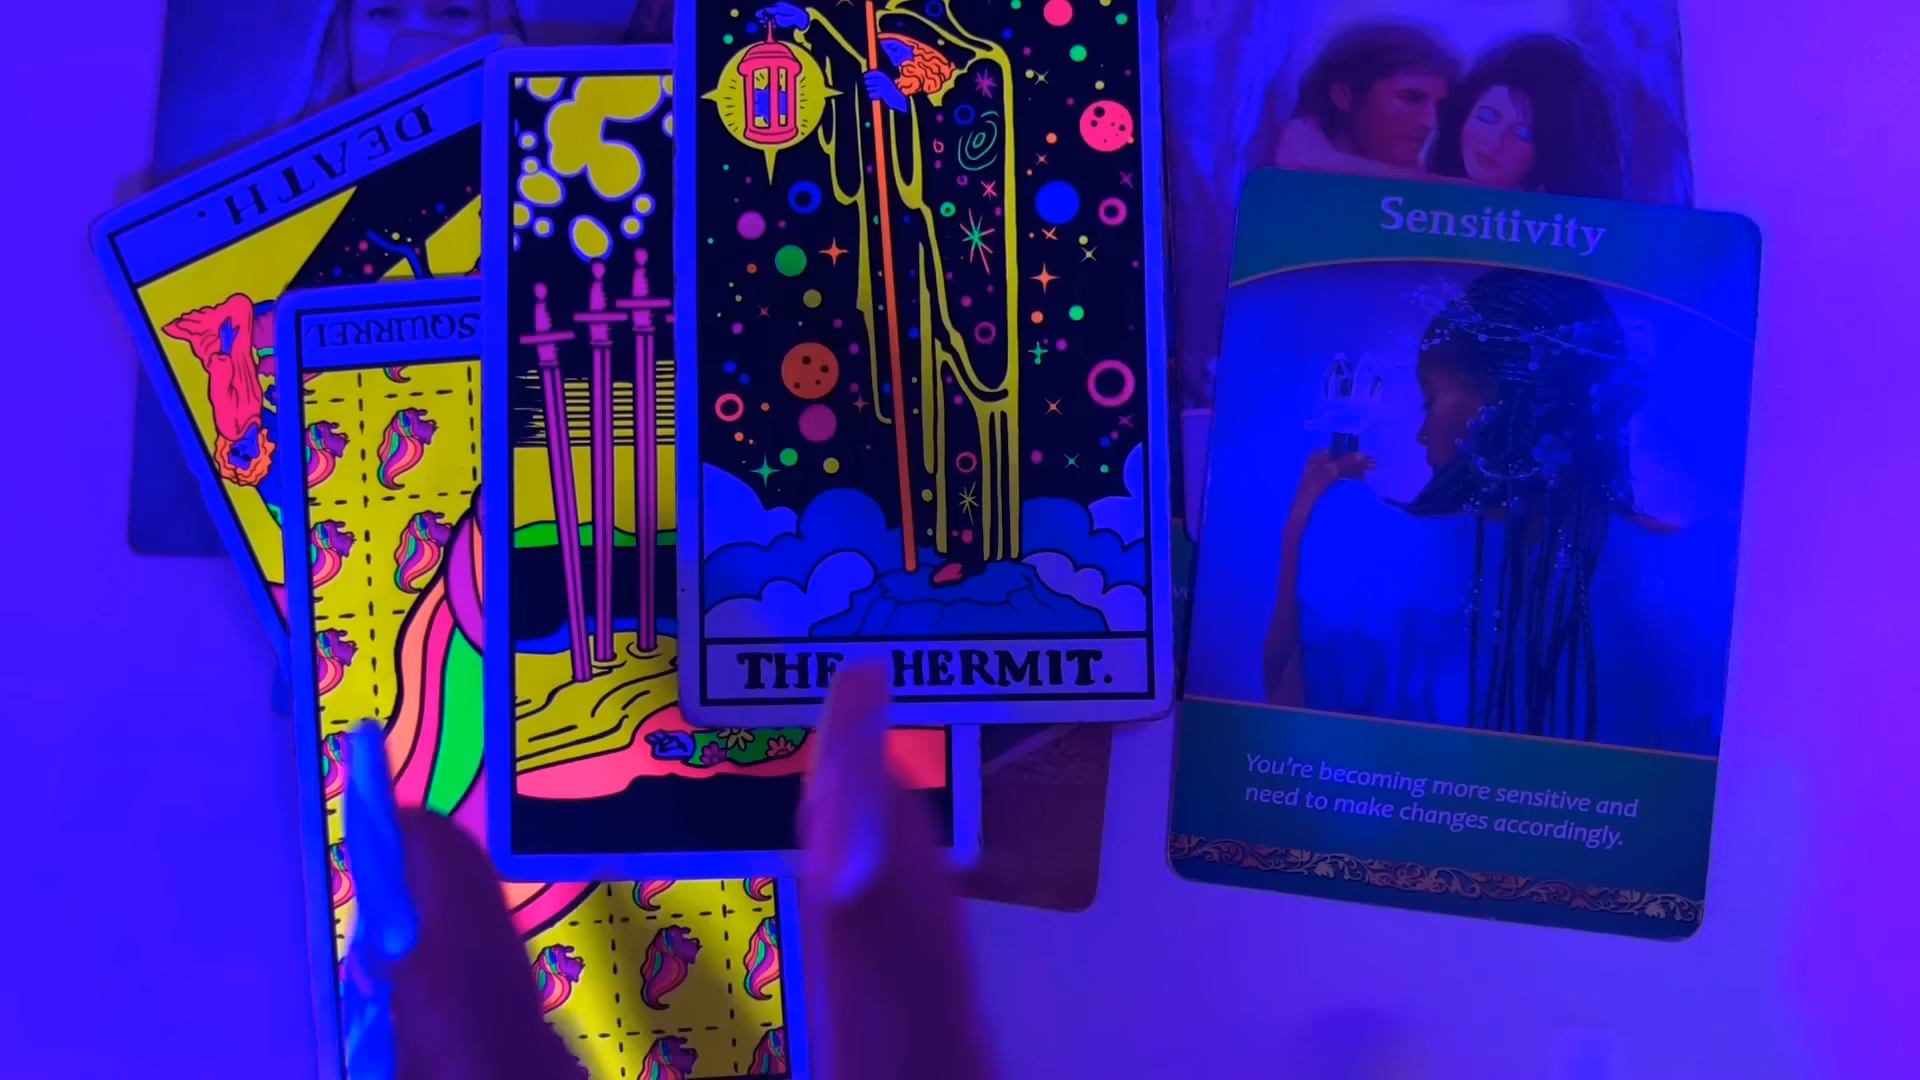 DEATH.
SQUIRREL
THE HERMIT.
Sensitivity
You're becoming more sensitive and
need to make changes accordingly.